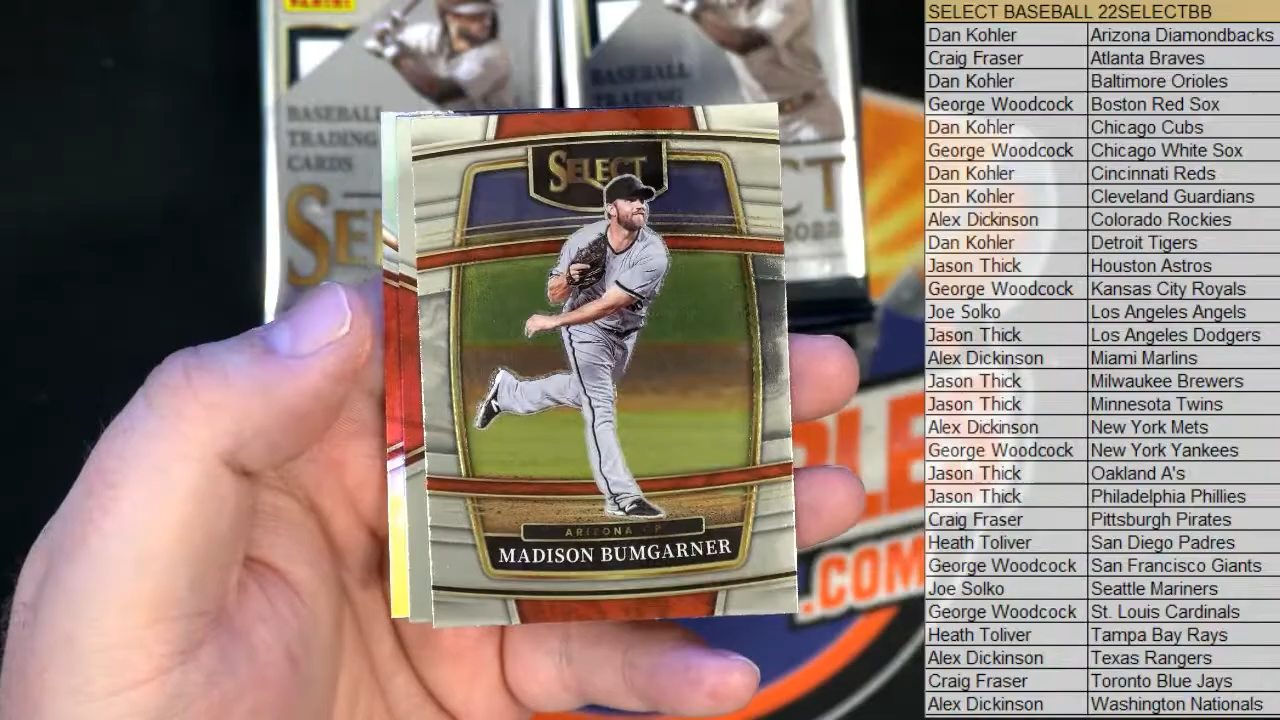 PANINI
BASEBALL
TRADING
CARDS
SE
BASEBALL
TRADING
CT
2022
SELECT
ARIZONA - P
MADISON BUMGARNER
.COM
SELECT BASEBALL 22SELECTBB
Dan Kohler Arizona Diamondbacks
Craig Fraser Atlanta Braves
Dan Kohler Baltimore Orioles
George Woodcock Boston Red Sox
Dan Kohler Chicago Cubs
George Woodcock Chicago White Sox
Dan Kohler Cincinnati Reds
Dan Kohler Cleveland Guardians
Alex Dickinson Colorado Rockies
Dan Kohler Detroit Tigers
Jason Thick Houston Astros
George Woodcock Kansas City Royals
Joe Solko Los Angeles Angels
Jason Thick Los Angeles Dodgers
Alex Dickinson Miami Marlins
Jason Thick Milwaukee Brewers
Jason Thick Minnesota Twins
Alex Dickinson New York Mets
George Woodcock New York Yankees
Jason Thick Oakland A's
Jason Thick Philadelphia Phillies
Craig Fraser Pittsburgh Pirates
Heath Toliver San Diego Padres
George Woodcock San Francisco Giants
Joe Solko Seattle Mariners
George Woodcock St. Louis Cardinals
Heath Toliver Tampa Bay Rays
Alex Dickinson Texas Rangers
Craig Fraser Toronto Blue Jays
Alex Dickinson Washington Nationals